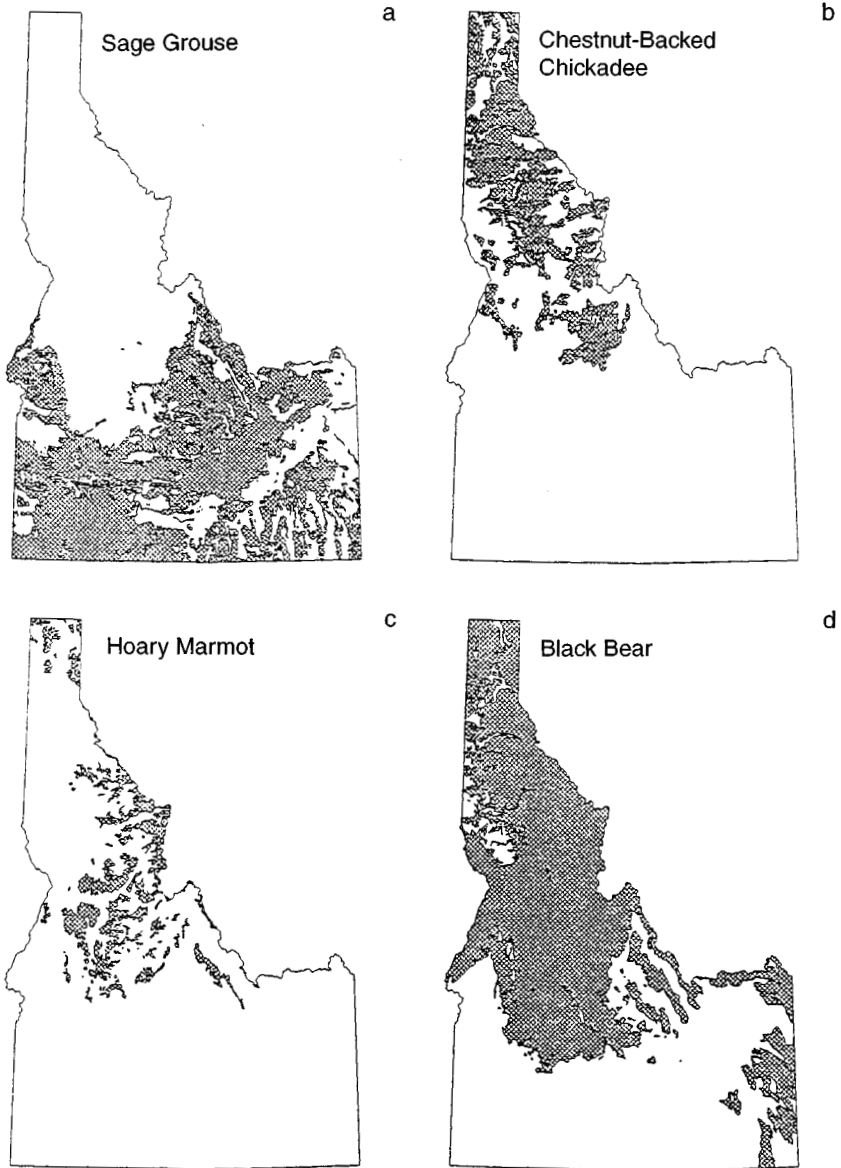 a
Sage Grouse
b
Chestnut-Backed
Chickadee
c
Hoary Marmot
d
Black Bear